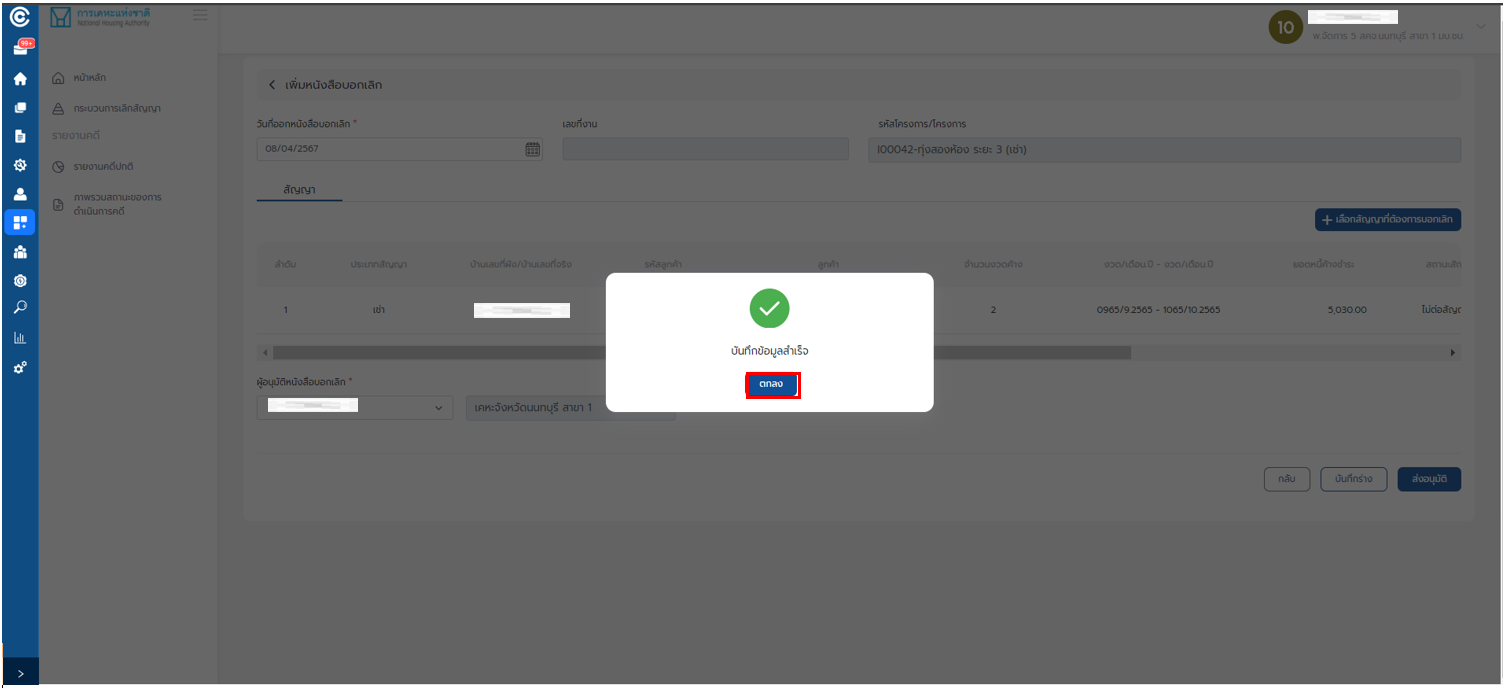 การเคหะแห่งชาติ
National Housing Authority
99+
10
พ.จัดการ 5 สคจ.นนทบุรี สาขา 1 มบ.ชบ.
หน้าหลัก
กระบวนการเลิกสัญญา
รายงานคดี
รายงานคดีปกติ
ภาพรวมสถานะของการ
ดำเนินการคดี
เพิ่มหนังสือบอกเลิก
วันที่ออกหนังสือบอกเลิก *
เลขที่งาน
รหัสโครงการ/โครงการ
08/04/2567
I00042-ทุ่งสองห้อง ระยะ 3 (เช่า)
สัญญา
+ เลือกสัญญาที่ต้องการบอกเลิก
ลำดับ ประเภทสัญญา บ้านเลขที่ผัง/บ้านเลขที่จริง รหัสลูกค้า ลูกค้า จำนวนงวดค้าง งวด/เดือน ปี - งวด/เดือน ปี ยอดหนี้ค้างชำระ สถานะสัญ
1 เช่า 2 0965/9.2565 - 1065/10.2565 5,030.00 ไม่ต่อสัญญ
บันทึกข้อมูลสำเร็จ
ตกลง
ผู้อนุมัติหนังสือบอกเลิก *
เคหะจังหวัดนนทบุรี สาขา 1
กลับ
บันทึกร่าง
ส่งอนุมัติ